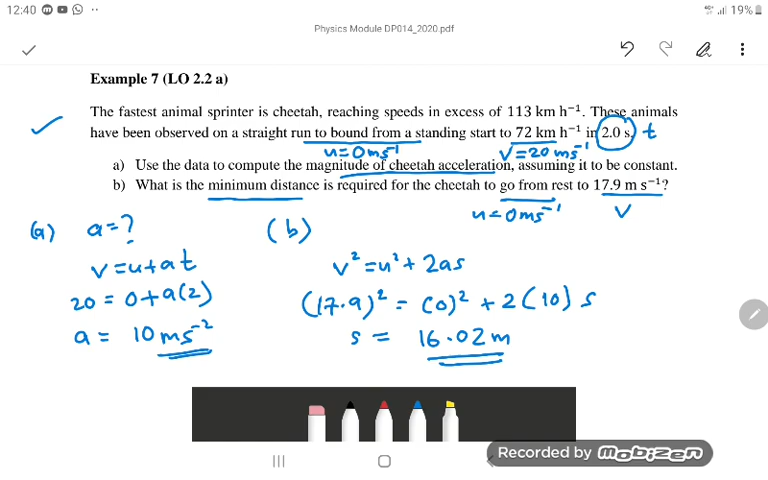 12:40
19%
Physics Module DP014_2020.pdf
Example 7 (LO 2.2 a)
The fastest animal sprinter is cheetah, reaching speeds in excess of 113 km h⁻¹. These animals
have been observed on a straight run to bound from a standing start to 72 km h⁻¹ in 2.0 s. t
u=0ms⁻¹ v=20ms⁻¹
a) Use the data to compute the magnitude of cheetah acceleration, assuming it to be constant.
b) What is the minimum distance is required for the cheetah to go from rest to 17.9 m s⁻¹?
u=0ms⁻¹ v
(a) a=?
v=u+at
20 = 0+a(2)
a = 10ms⁻²
(b)
v²=u²+2as
(17.9)² = (0)² + 2(10)s
s = 16.02m
Recorded by mobizen